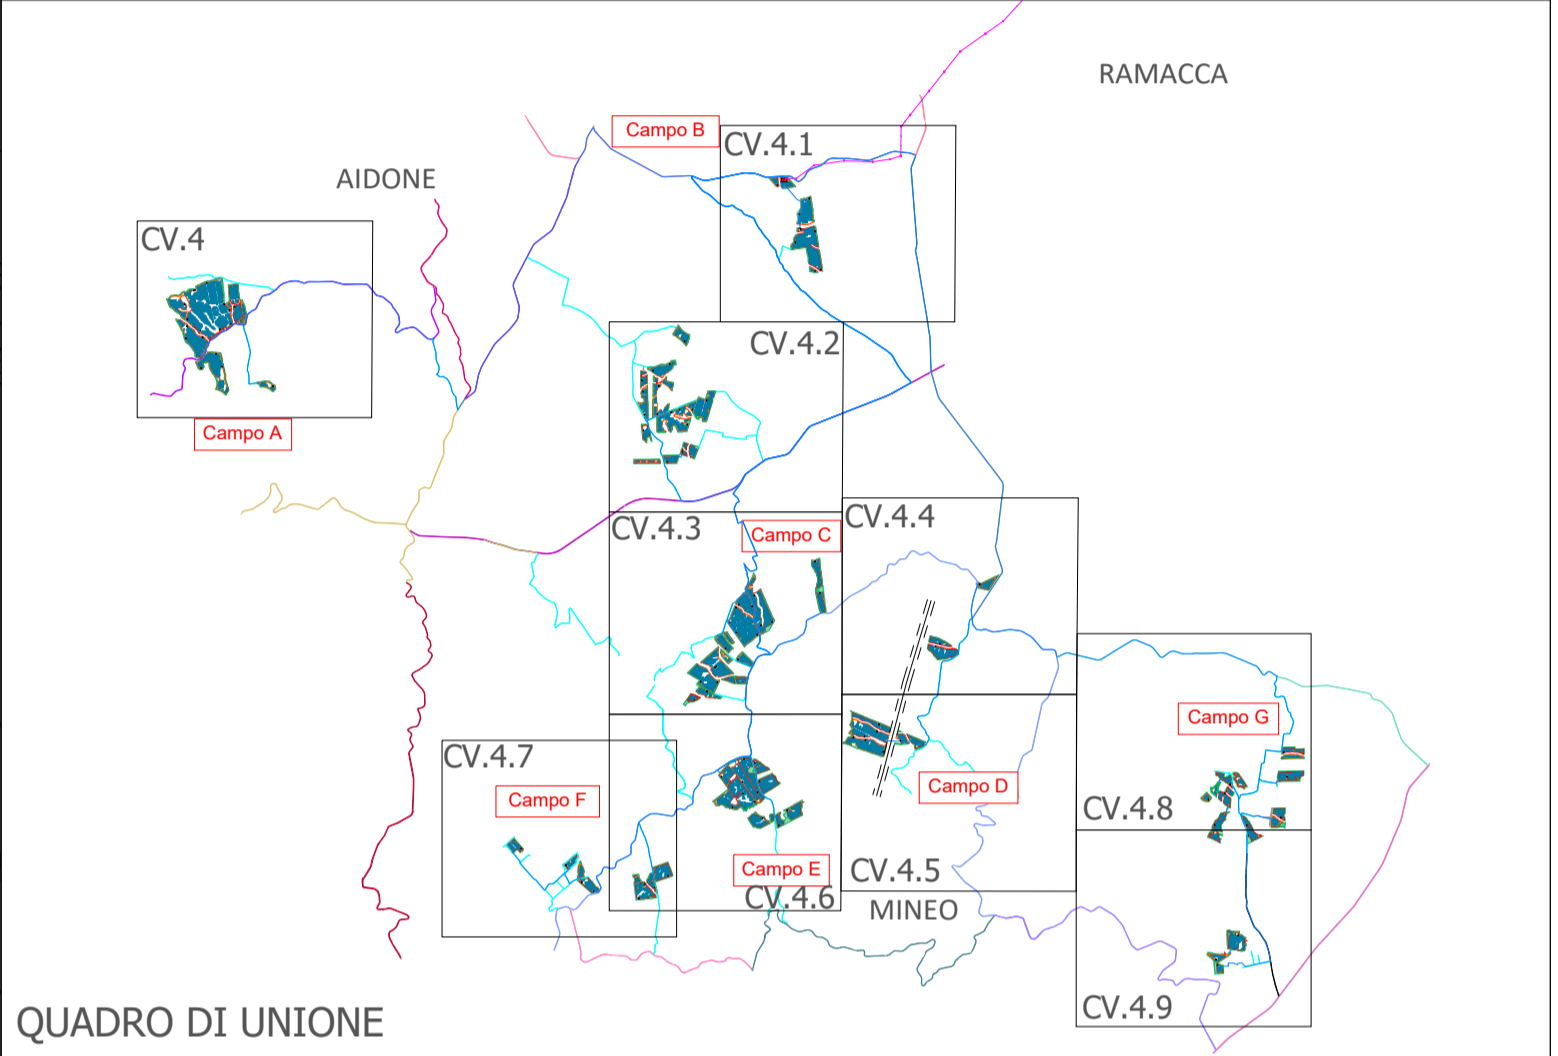 RAMACCA
Campo B
CV.4.1
AIDONE
CV.4
CV.4.2
Campo A
CV.4.4
CV.4.3
Campo C
Campo G
CV.4.7
Campo D
Campo F
CV.4.8
Campo E
CV.4.5
CV.4.6
MINEO
CV.4.9
QUADRO DI UNIONE